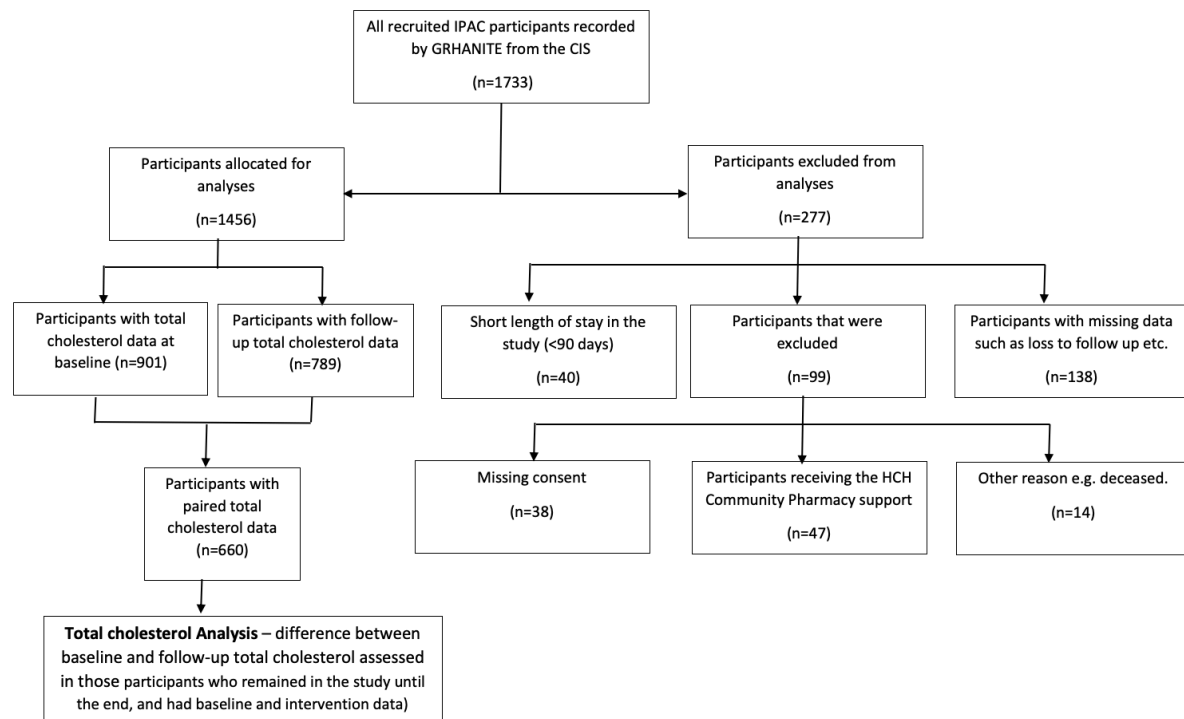 All recruited IPAC participants recorded
by GRHANITE from the CIS
(n=1733)
Participants allocated for
analyses
(n=1456)
Participants excluded from
analyses
(n=277)
Participants with total
cholesterol data at
baseline (n=901)
Participants with follow-
up total cholesterol data
(n=789)
Short length of stay in the
study (<90 days)
(n=40)
Participants that were
excluded
(n=99)
Participants with missing data
such as loss to follow up etc.
(n=138)
Participants with
paired total
cholesterol data
(n=660)
Missing consent
(n=38)
Participants receiving the HCH
Community Pharmacy support
(n=47)
Other reason e.g. deceased.
(n=14)
Total cholesterol Analysis – difference between
baseline and follow-up total cholesterol assessed
in those participants who remained in the study until
the end, and had baseline and intervention data)